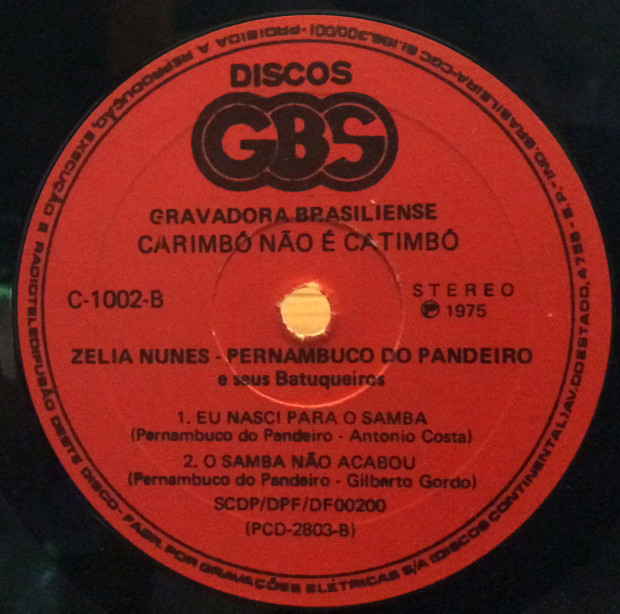 DISCOS
GBS
GRAVADORA BRASILIENSE
CARIMBÓ NÃO É CATIMBÓ
C-1002-B
STEREO
Ⓟ 1975
ZELIA NUNES - PERNAMBUCO DO PANDEIRO
e seus Batuqueiros
1. EU NASCI PARA O SAMBA
(Pernambuco do Pandeiro - Antonio Costa)
2. O SAMBA NÃO ACABOU
(Pernambuco do Pandeiro - Gilberto Gordo)
SCDP/DPF/DF00200
(PCD-2803-B)
PROIBIDA A REPRODUÇÃO, EXECUÇÃO E RADIOTELEDIFUSÃO DESTE DISCO - FABR. POR GRAVAÇÕES ELÉTRICAS S/A (DISCOS CONTINENTAL) AV. DO ESTADO, 4755 - S.P. - IND. BRASILEIRA - CGC